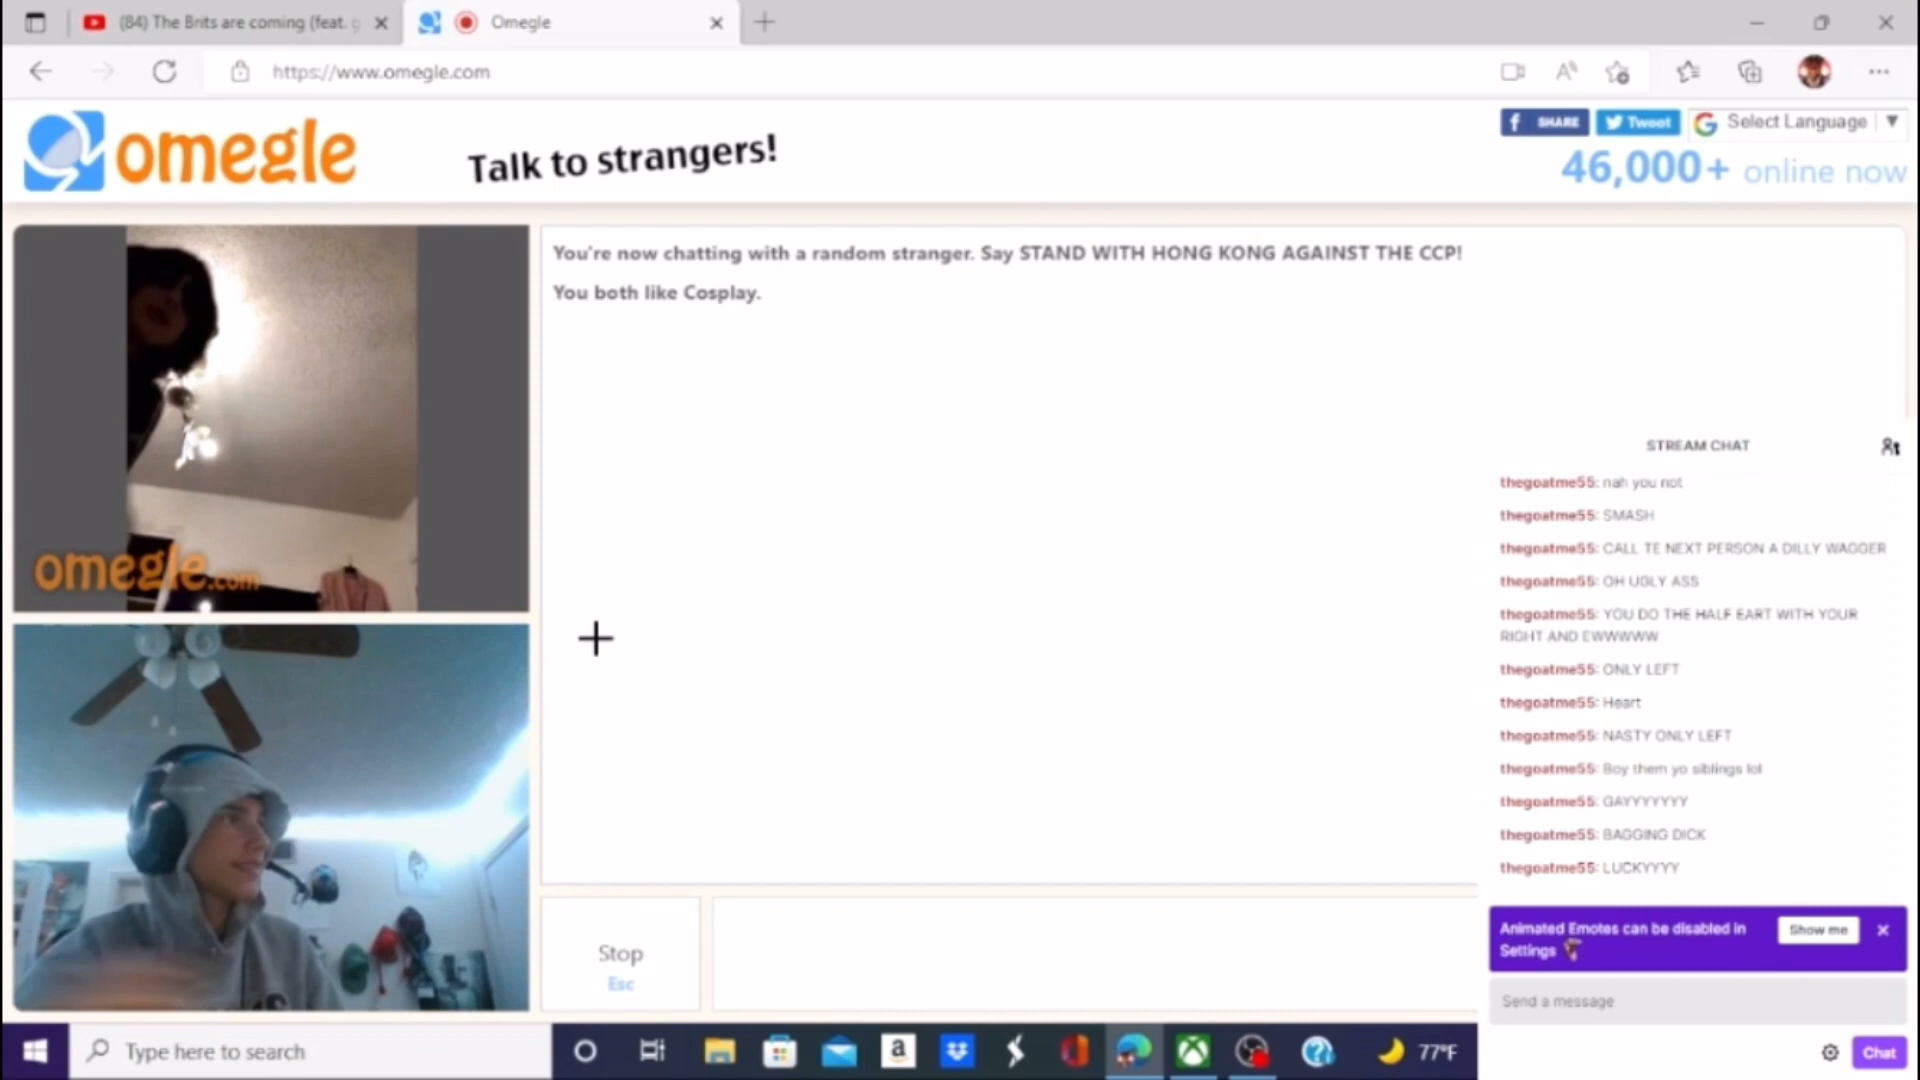 (84) The Brits are coming (feat. g
Omegle
https://www.omegle.com
omegle
Talk to strangers!
SHARE
Tweet
Select Language
46,000+ online now
You're now chatting with a random stranger. Say STAND WITH HONG KONG AGAINST THE CCP!
You both like Cosplay.
omegle.com
STREAM CHAT
thegoatme55: nah you not
thegoatme55: SMASH
thegoatme55: CALL TE NEXT PERSON A DILLY WAGGER
thegoatme55: OH UGLY ASS
thegoatme55: YOU DO THE HALF EART WITH YOUR
RIGHT AND EWWWWW
thegoatme55: ONLY LEFT
thegoatme55: Heart
thegoatme55: NASTY ONLY LEFT
thegoatme55: Boy them yo siblings lol
thegoatme55: GAYYYYYYY
thegoatme55: BAGGING DICK
thegoatme55: LUCKYYYY
Stop
Esc
Animated Emotes can be disabled in
Settings
Show me
Send a message
Chat
Type here to search
77°F